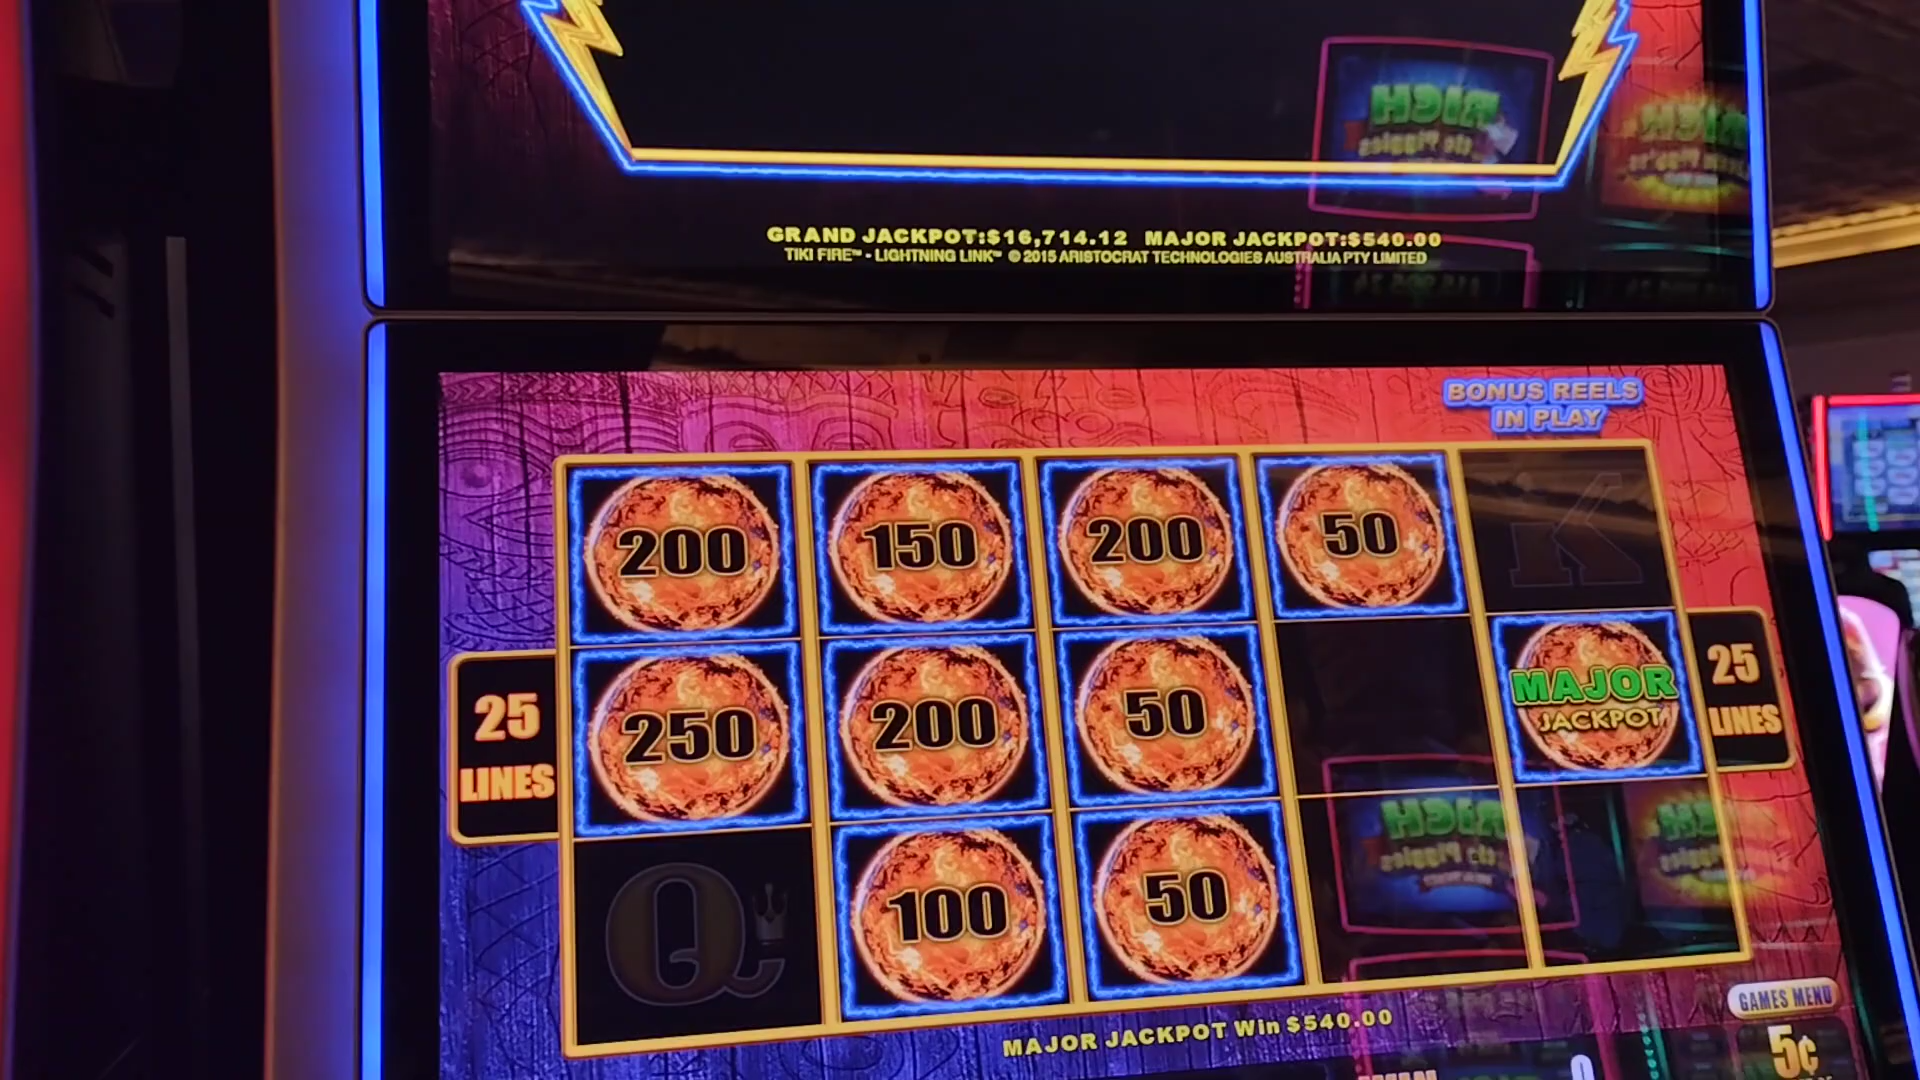 GRAND JACKPOT:$16,714.12 MAJOR JACKPOT:$540.00
TIKI FIRE™ - LIGHTNING LINK™ © 2015 ARISTOCRAT TECHNOLOGIES AUSTRALIA PTY LIMITED
BONUS REELS
IN PLAY
200 150 200 50 K
25
LINES
250 200 50
MAJOR
JACKPOT
25
LINES
Q 100 50
MAJOR JACKPOT Win $540.00
GAMES MENU
5¢
WIN 0